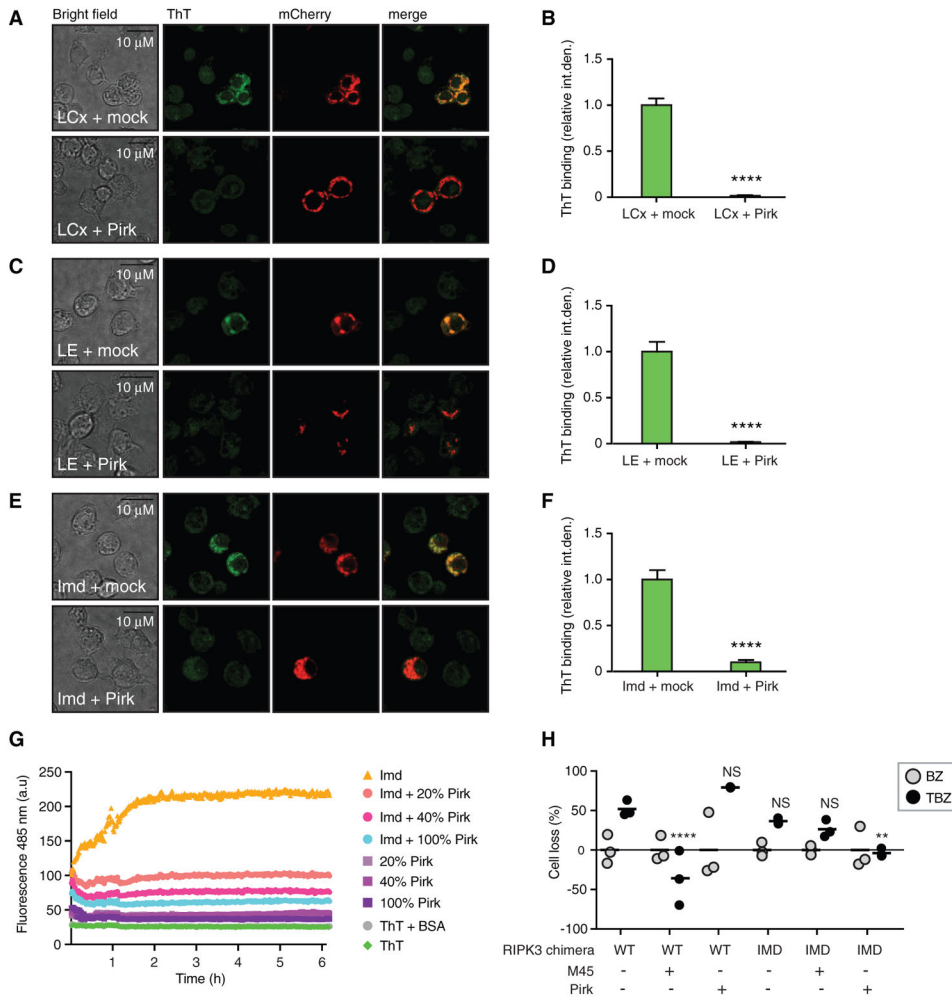 A
Bright field
ThT
mCherry
merge
10 µM
LCx + mock
10 µM
LCx + Pirk
B
ThT binding (relative int.den.)
1.5
1.0
0.5
0
****
LCx + mock
LCx + Pirk
C
10 µM
LE + mock
10 µM
LE + Pirk
D
ThT binding (relative int.den.)
1.5
1.0
0.5
0
****
LE + mock
LE + Pirk
E
10 µM
Imd + mock
10 µM
Imd + Pirk
F
ThT binding (relative int.den.)
1.5
1.0
0.5
0
****
Imd + mock
Imd + Pirk
G
Fluorescence 485 nm (a.u
250
200
150
100
50
0
1 2 3 4 5 6
Time (h)
Imd
Imd + 20% Pirk
Imd + 40% Pirk
Imd + 100% Pirk
20% Pirk
40% Pirk
100% Pirk
ThT + BSA
ThT
H
Cell loss (%)
100
50
0
-50
-100
****
NS
NS
NS
**
BZ
TBZ
RIPK3 chimera WT WT WT IMD IMD IMD
M45 - + - - + -
Pirk - - + - - +